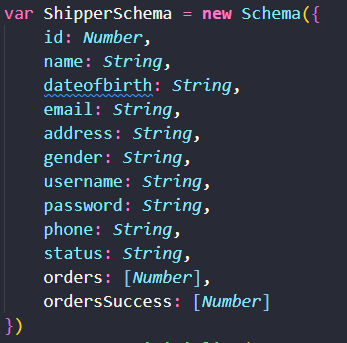 var ShipperSchema = new Schema({
    id: Number,
    name: String,
    dateofbirth: String,
    email: String,
    address: String,
    gender: String,
    username: String,
    password: String,
    phone: String,
    status: String,
    orders: [Number],
    ordersSuccess: [Number]
})